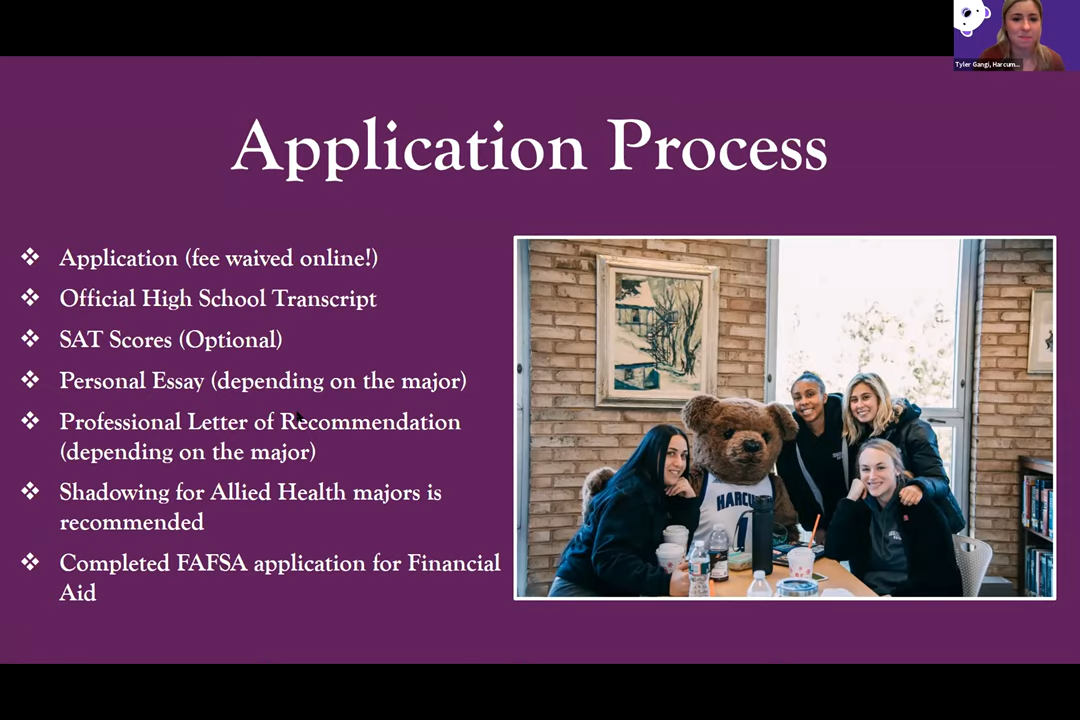 Tyler Gangi, Harcum...
Application Process
❖ Application (fee waived online!)
❖ Official High School Transcript
❖ SAT Scores (Optional)
❖ Personal Essay (depending on the major)
❖ Professional Letter of Recommendation
(depending on the major)
❖ Shadowing for Allied Health majors is
recommended
❖ Completed FAFSA application for Financial
Aid